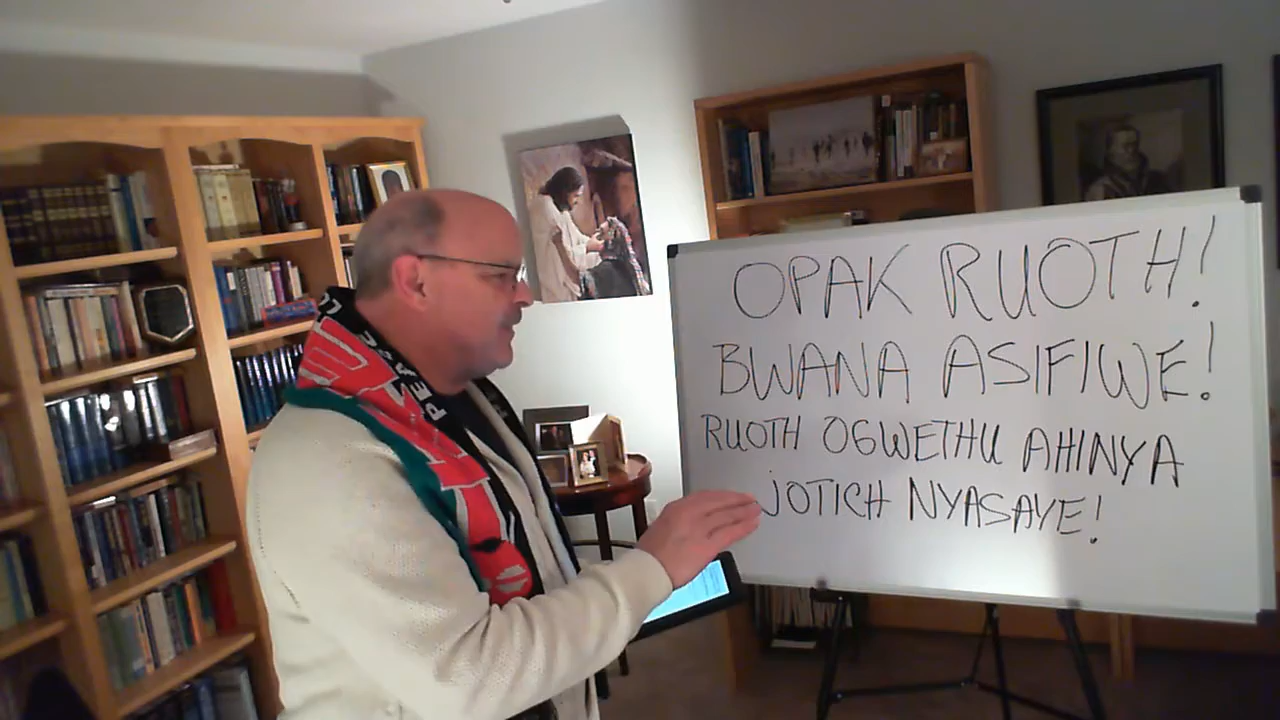 OPAK RUOTH!
BWANA ASIFIWE!
RUOTH OGWETHU AHINYA
JOTICH NYASAYE!